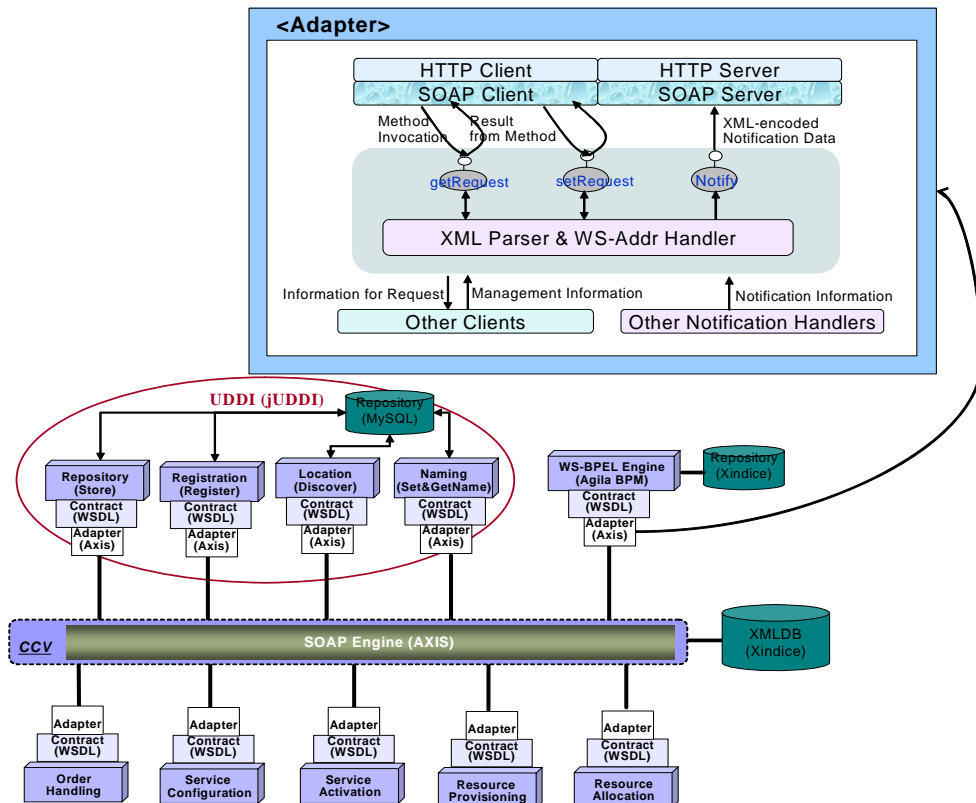 <Adapter>
HTTP Client
HTTP Server
SOAP Client
SOAP Server
Method
Invocation
Result
from Method
XML-encoded
Notification Data
getRequest
setRequest
Notify
XML Parser & WS-Addr Handler
Information for Request
Management Information
Notification Information
Other Clients
Other Notification Handlers
UDDI (jUDDI)
Repository
(MySQL)
Repository
(Store)
Contract
(WSDL)
Adapter
(Axis)
Registration
(Register)
Contract
(WSDL)
Adapter
(Axis)
Location
(Discover)
Contract
(WSDL)
Adapter
(Axis)
Naming
(Set&GetName)
Contract
(WSDL)
Adapter
(Axis)
WS-BPEL Engine
(Agila BPM)
Contract
(WSDL)
Adapter
(Axis)
Repository
(Xindice)
CCV
SOAP Engine (AXIS)
XMLDB
(Xindice)
Adapter
Contract
(WSDL)
Order
Handling
Adapter
Contract
(WSDL)
Service
Configuration
Adapter
Contract
(WSDL)
Service
Activation
Adapter
Contract
(WSDL)
Resource
Provisioning
Adapter
Contract
(WSDL)
Resource
Allocation